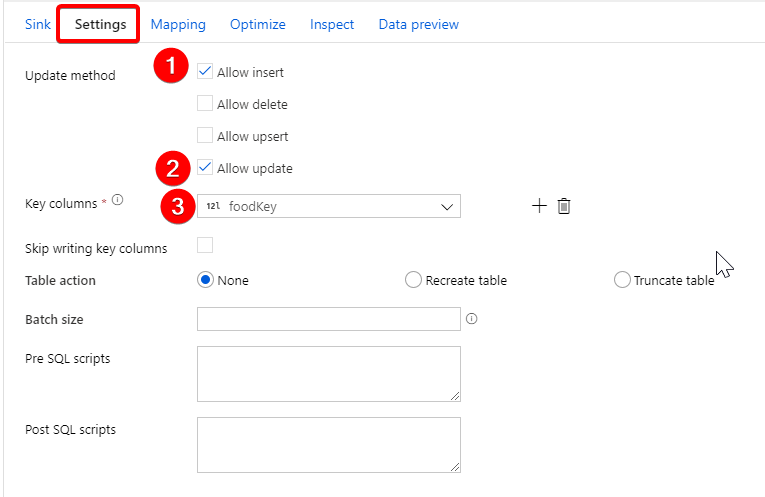 Sink Settings Mapping Optimize Inspect Data preview
Update method 1 Allow insert
Allow delete
Allow upsert
2 Allow update
Key columns * 3 12l foodKey
Skip writing key columns
Table action None Recreate table Truncate table
Batch size
Pre SQL scripts
Post SQL scripts